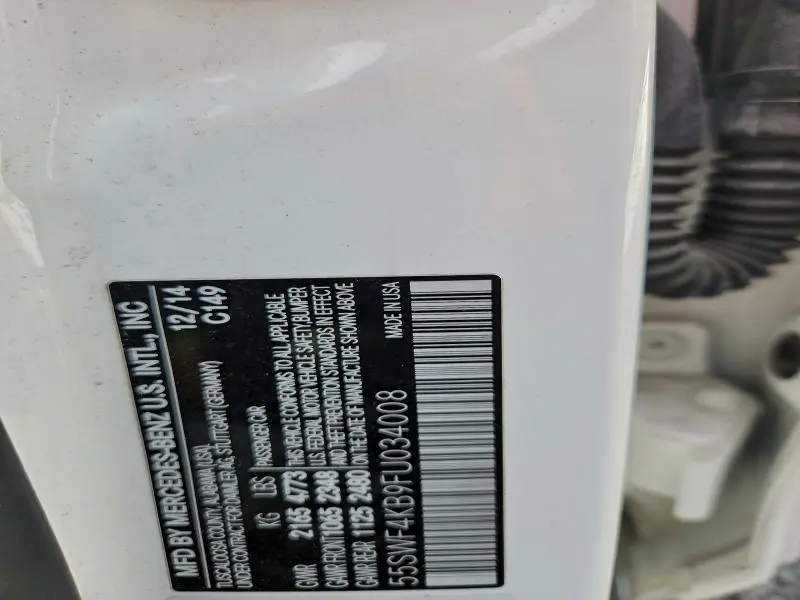 MFD BY MERCEDES-BENZ U.S. INTL., INC
TUSCALOOSA COUNTY, ALABAMA (USA) 12/14
UNDER CONTRACT FOR DAIMLER AG, STUTTGART (GERMANY) C149
KG LBS PASSENGER CAR
GVWR 2165 4773 THIS VEHICLE CONFORMS TO ALL APPLICABLE
GAWR FRONT 1065 2348 U.S. FEDERAL MOTOR VEHICLE SAFETY, BUMPER
GAWR REAR 1125 2480 AND THEFT PREVENTION STANDARDS IN EFFECT
ON THE DATE OF MANUFACTURE SHOWN ABOVE
55SWF4KB9FU034008 MADE IN USA